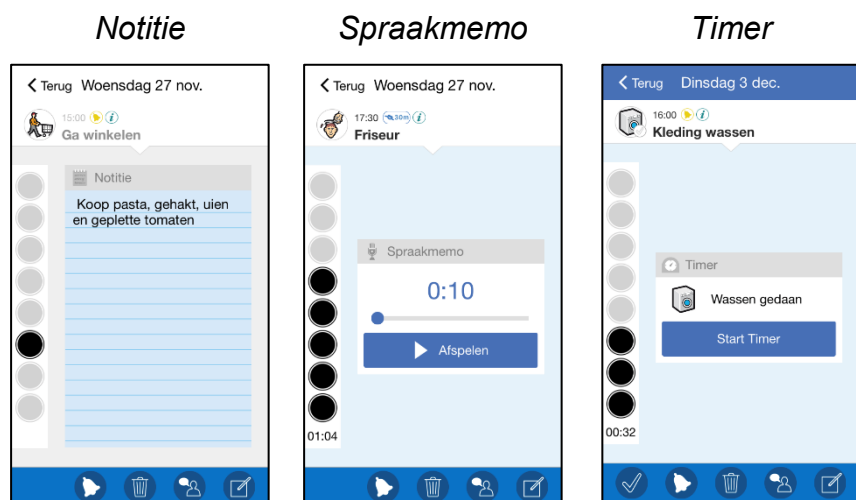 Notitie
Terug Woensdag 27 nov.
15:00
Ga winkelen
Notitie
Koop pasta, gehakt, uien
en geplette tomaten
Spraakmemo
Terug Woensdag 27 nov.
17:30 30m
Friseur
Spraakmemo
0:10
Afspelen
01:04
Timer
Terug Dinsdag 3 dec.
16:00
Kleding wassen
Timer
Wassen gedaan
Start Timer
00:32